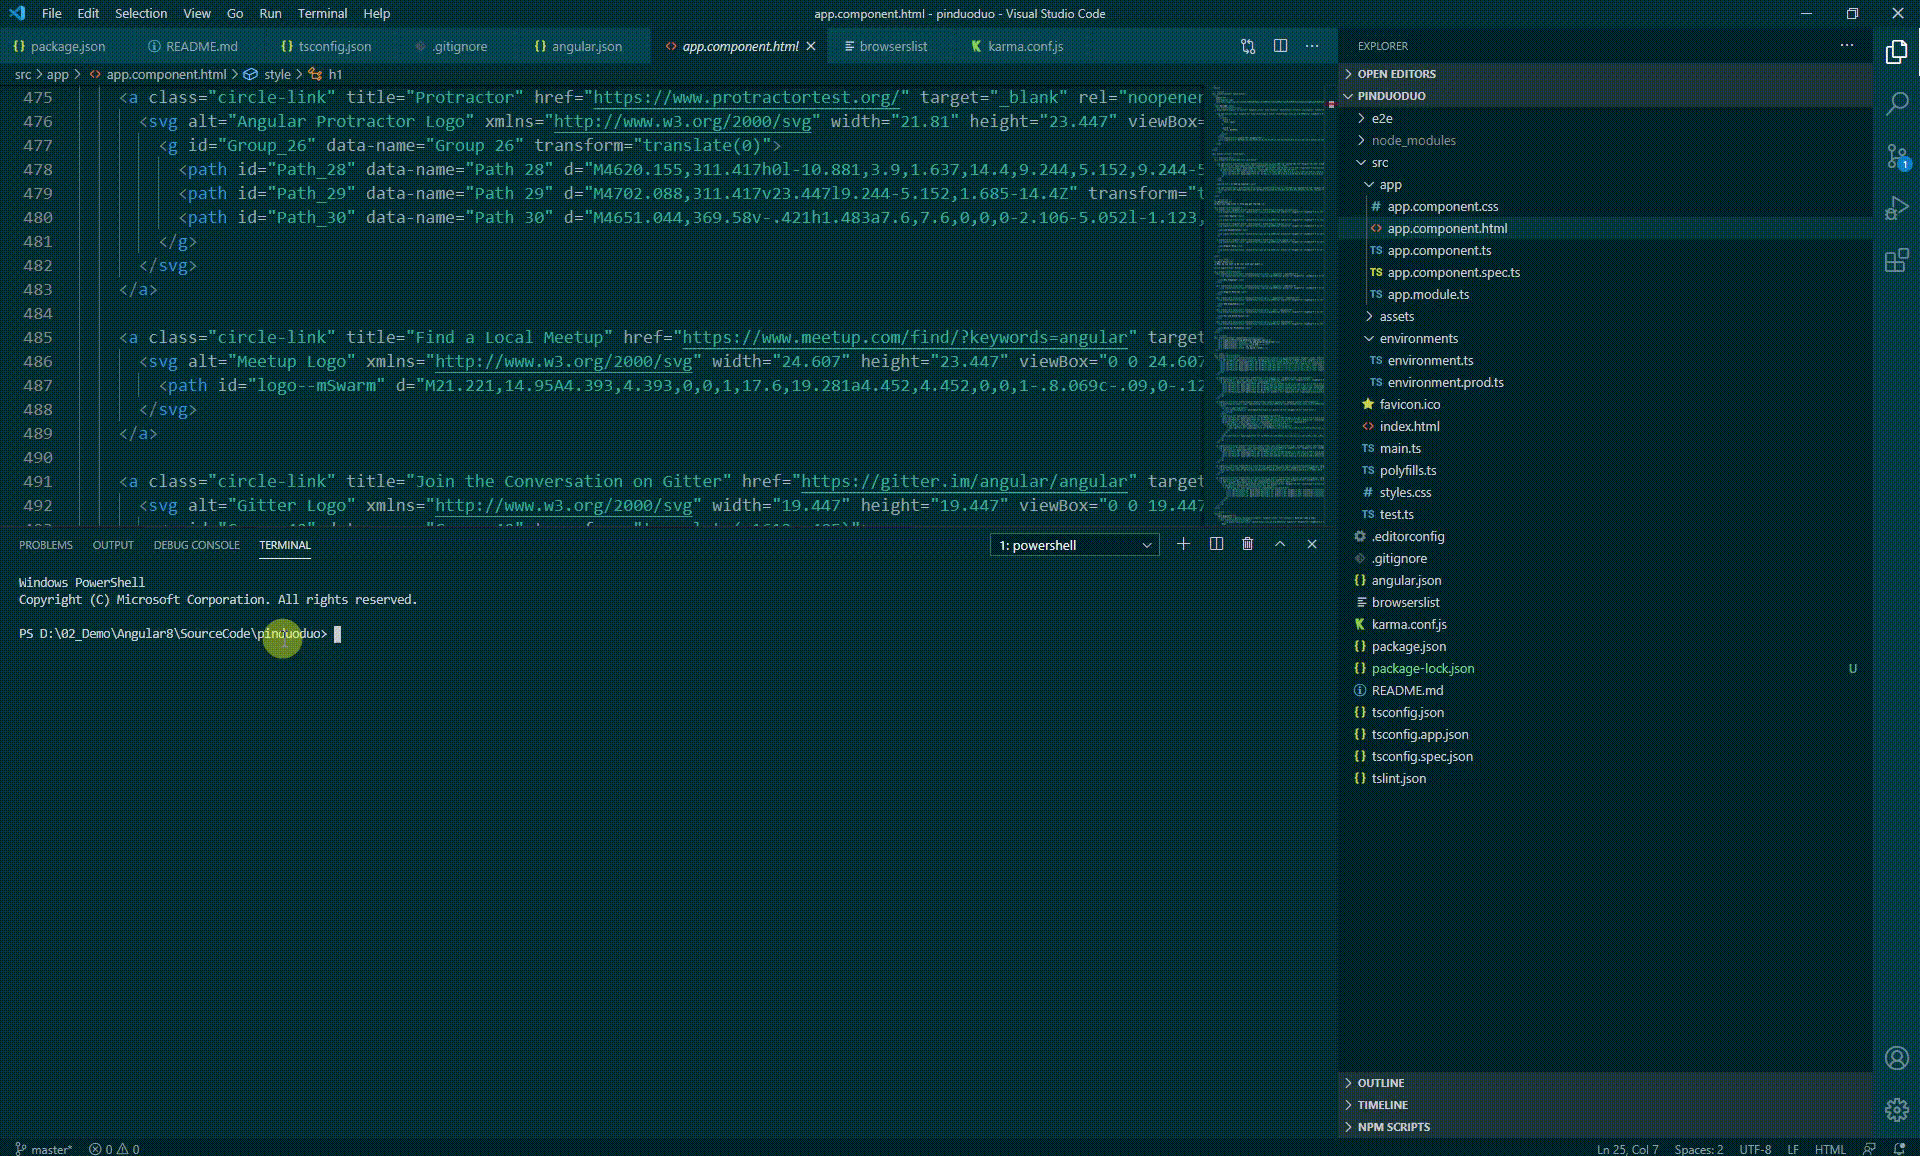 File Edit Selection View Go Run Terminal Help
app.component.html - pinduoduo - Visual Studio Code
{} package.json
README.md
{} tsconfig.json
.gitignore
{} angular.json
<> app.component.html
browserslist
karma.conf.js
src > app > <> app.component.html > style > h1
475 <a class="circle-link" title="Protractor" href="https://www.protractortest.org/" target="_blank" rel="noopener
476 <svg alt="Angular Protractor Logo" xmlns="http://www.w3.org/2000/svg" width="21.81" height="23.447" viewBox=
477 <g id="Group_26" data-name="Group 26" transform="translate(0)">
478 <path id="Path_28" data-name="Path 28" d="M4620.155,311.417h0l-10.881,3.9,1.637,14.4,9.244,5.152,9.244-5
479 <path id="Path_29" data-name="Path 29" d="M4702.088,311.417v23.447l9.244-5.152,1.685-14.4Z" transform="t
480 <path id="Path_30" data-name="Path 30" d="M4651.044,369.58v-.421h1.483a7.6,7.6,0,0,0-2.106-5.052l-1.123,
481 </g>
482 </svg>
483 </a>
484
485 <a class="circle-link" title="Find a Local Meetup" href="https://www.meetup.com/find/?keywords=angular" target
486 <svg alt="Meetup Logo" xmlns="http://www.w3.org/2000/svg" width="24.607" height="23.447" viewBox="0 0 24.607
487 <path id="logo--mSwarm" d="M21.221,14.95A4.393,4.393,0,0,1,17.6,19.281a4.452,4.452,0,0,1-.8.069c-.09,0-.12
488 </svg>
489 </a>
490
491 <a class="circle-link" title="Join the Conversation on Gitter" href="https://gitter.im/angular/angular" target
492 <svg alt="Gitter Logo" xmlns="http://www.w3.org/2000/svg" width="19.447" height="19.447" viewBox="0 0 19.447
PROBLEMS OUTPUT DEBUG CONSOLE TERMINAL
1: powershell
Windows PowerShell
Copyright (C) Microsoft Corporation. All rights reserved.
PS D:\02_Demo\Angular8\SourceCode\pinduoduo>
EXPLORER
OPEN EDITORS
PINDUODUO
e2e
node_modules
src
app
# app.component.css
<> app.component.html
TS app.component.ts
TS app.component.spec.ts
TS app.module.ts
assets
environments
TS environment.ts
TS environment.prod.ts
favicon.ico
<> index.html
TS main.ts
TS polyfills.ts
# styles.css
TS test.ts
.editorconfig
.gitignore
{} angular.json
browserslist
karma.conf.js
{} package.json
{} package-lock.json U
README.md
{} tsconfig.json
{} tsconfig.app.json
{} tsconfig.spec.json
{} tslint.json
OUTLINE
TIMELINE
NPM SCRIPTS
1
master* 0 0
Ln 25, Col 7 Spaces: 2 UTF-8 LF HTML